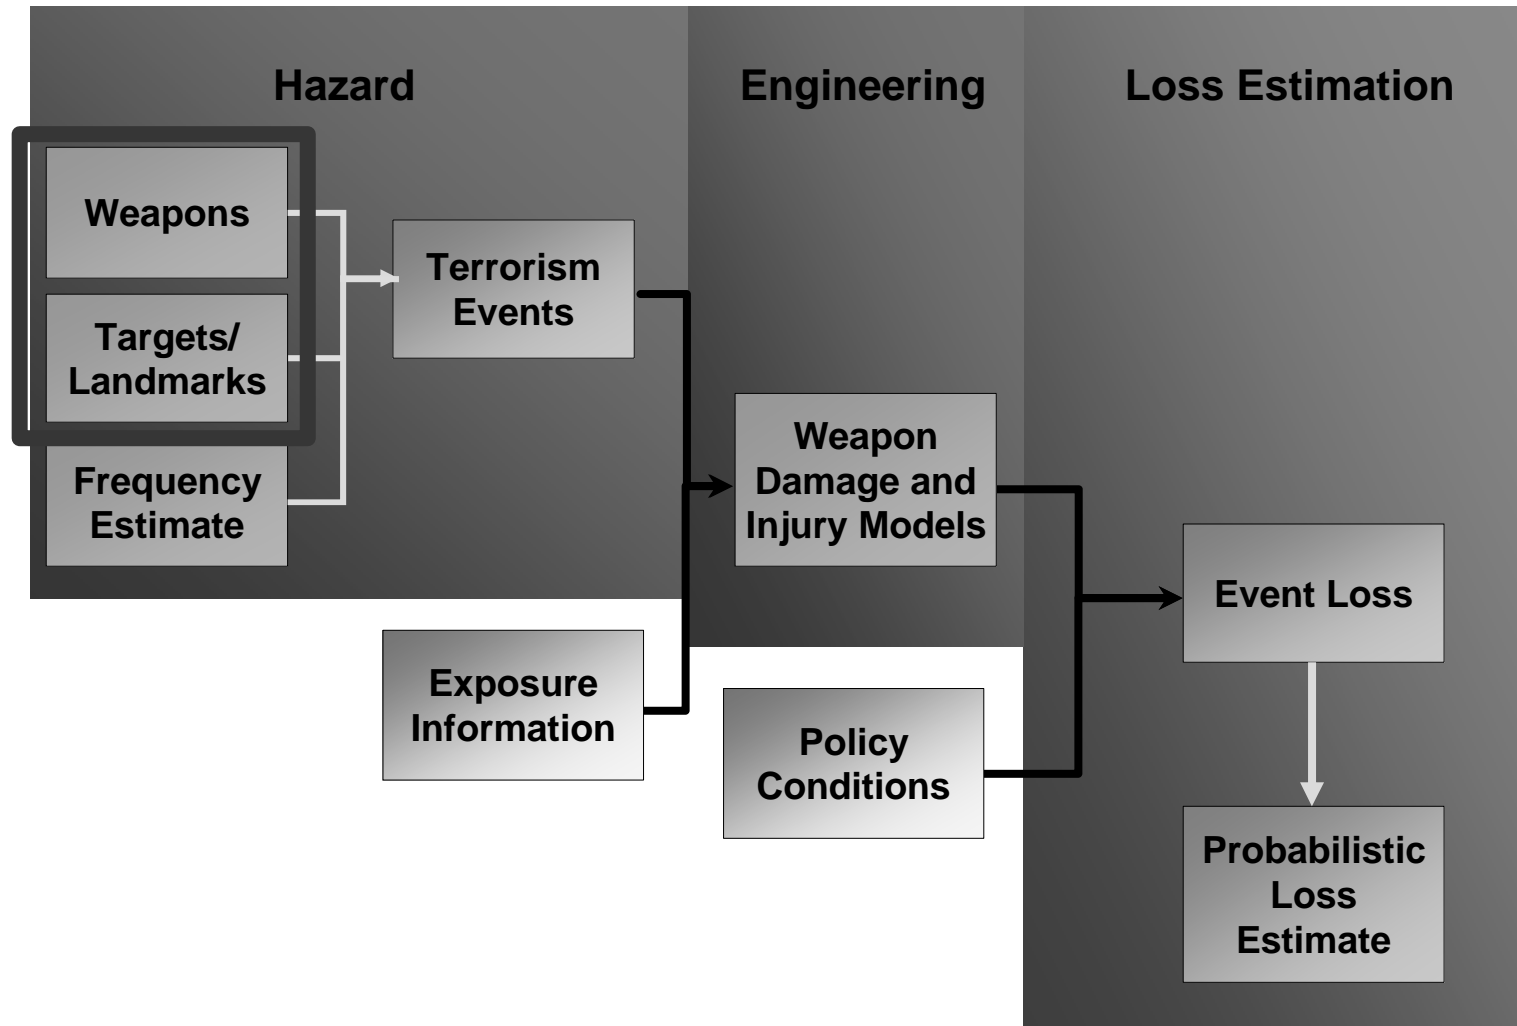 Hazard
Engineering
Loss Estimation
Weapons
Targets/
Landmarks
Frequency
Estimate
Terrorism
Events
Exposure
Information
Weapon
Damage and
Injury Models
Policy
Conditions
Event Loss
Probabilistic
Loss
Estimate